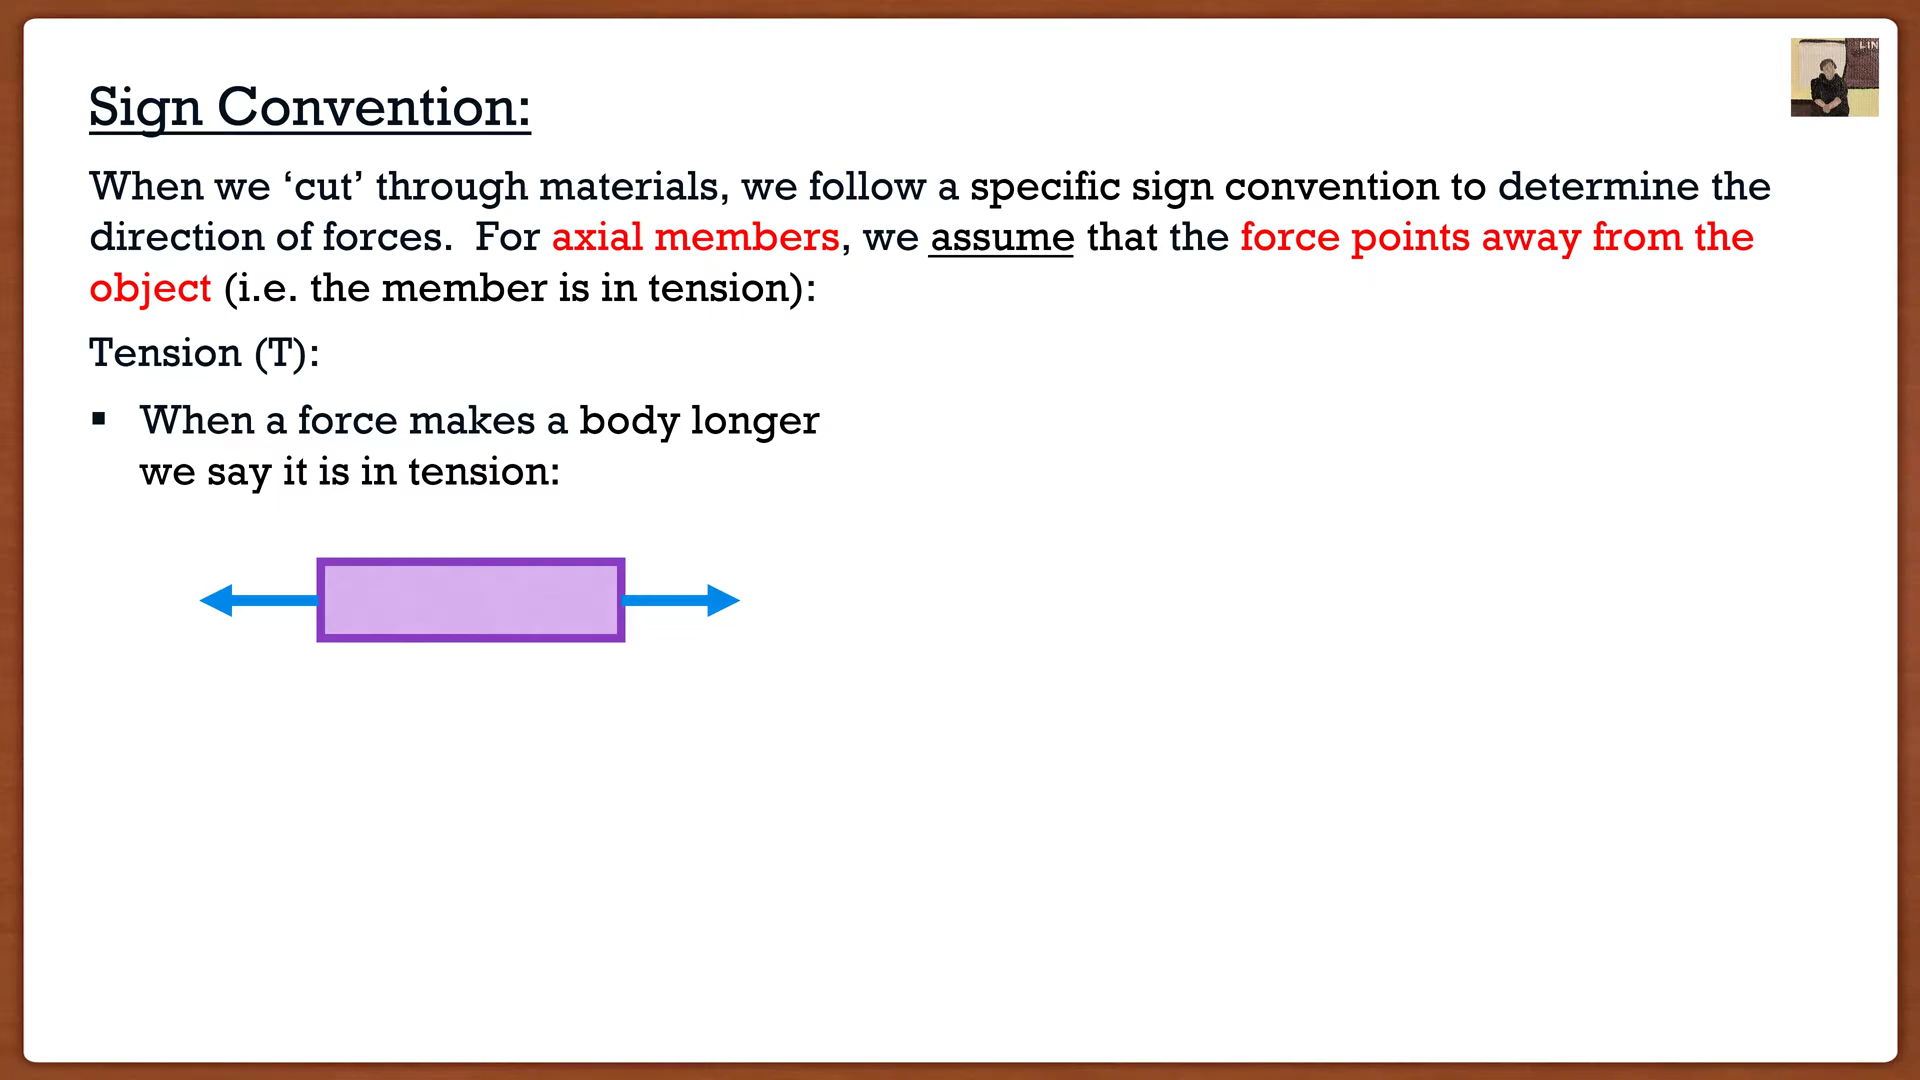 LIN
Sign Convention:
When we ‘cut’ through materials, we follow a specific sign convention to determine the
direction of forces.  For axial members, we assume that the force points away from the
object (i.e. the member is in tension):
Tension (T):
▪ When a force makes a body longer
we say it is in tension: